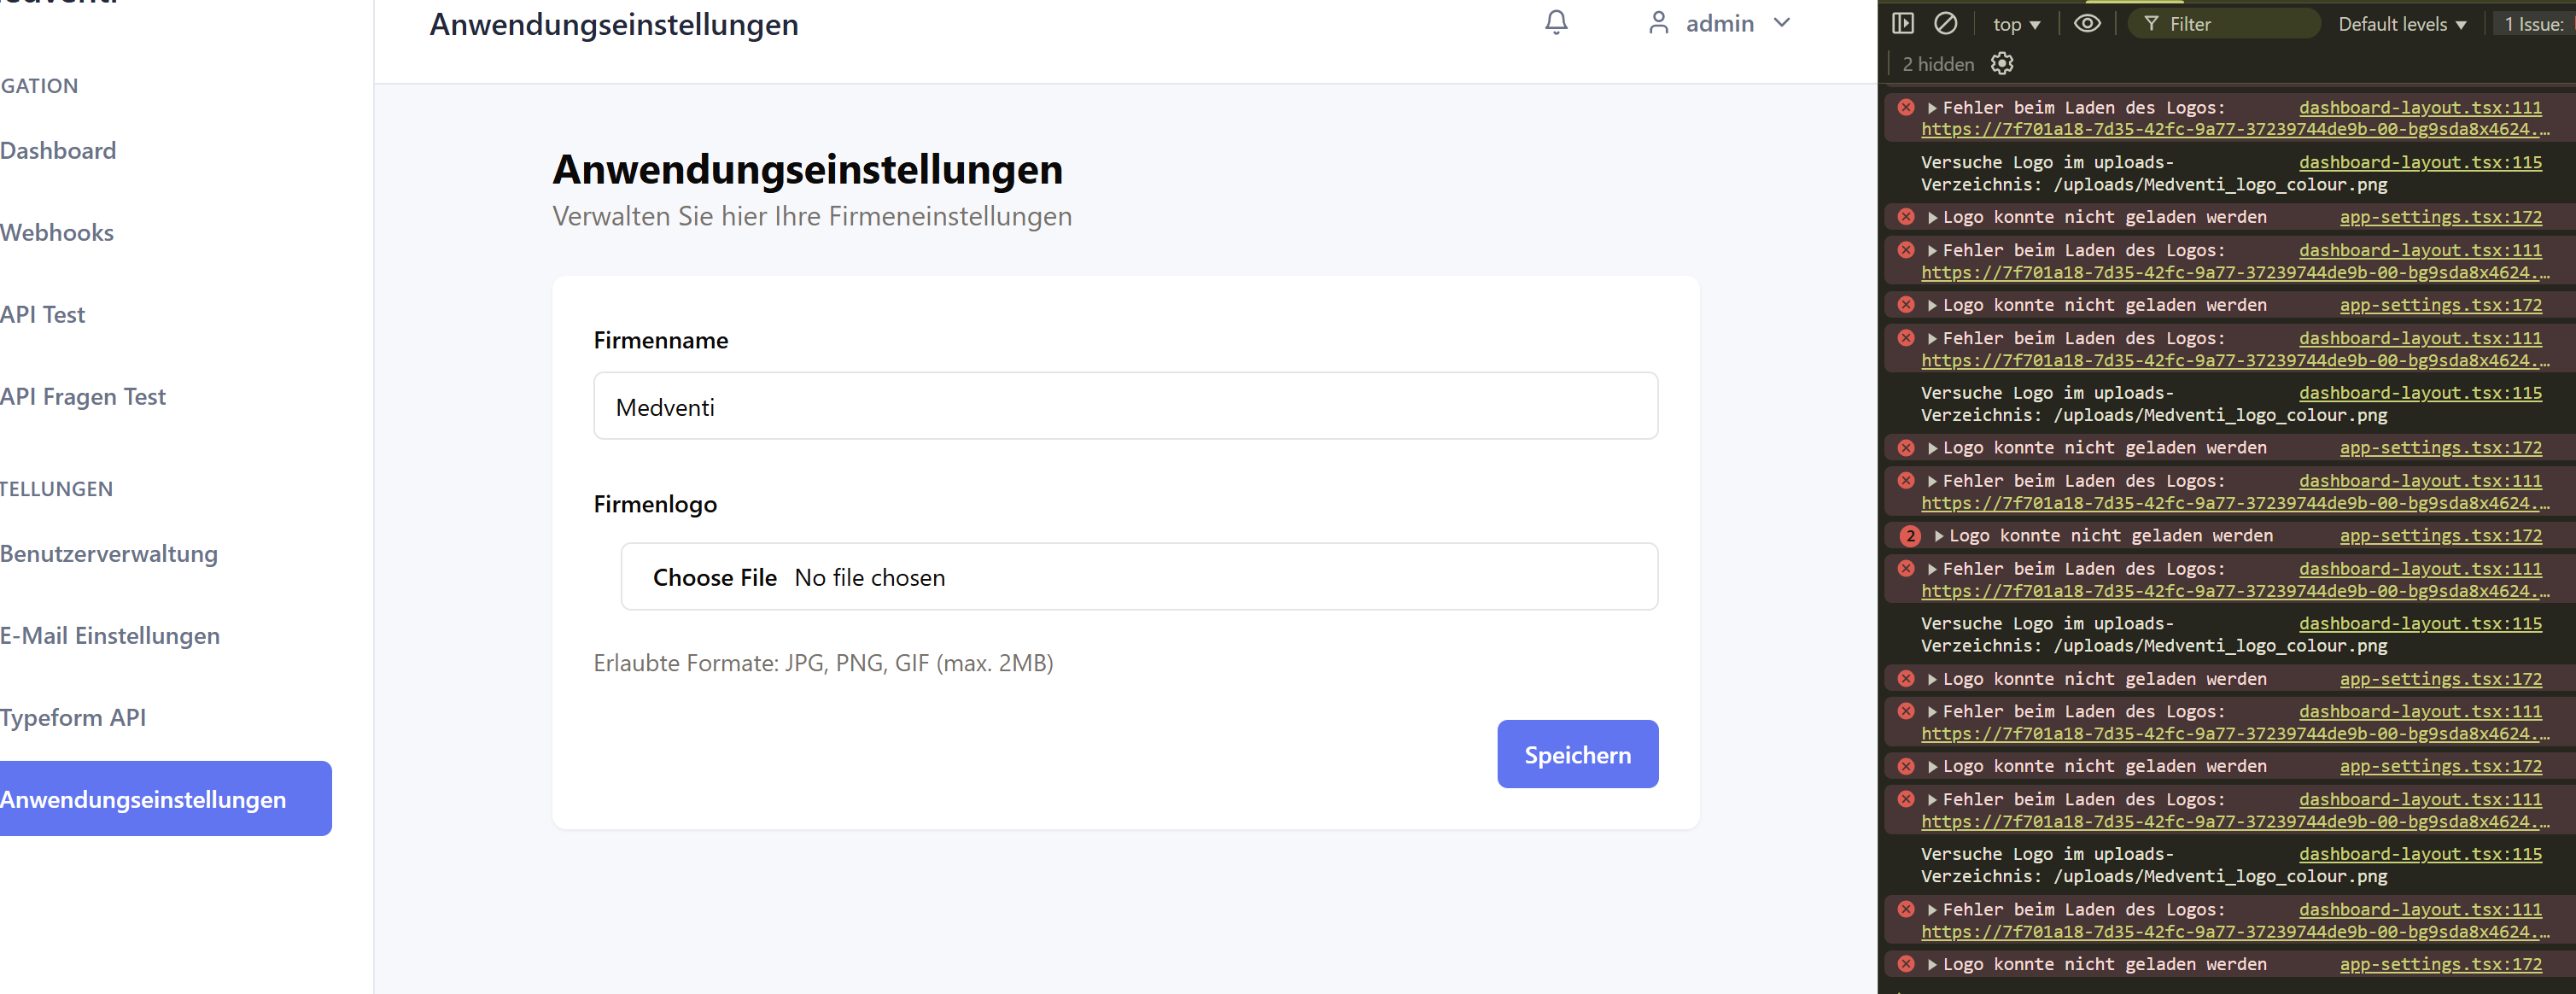 Anwendungseinstellungen
admin
GATION
Dashboard
Webhooks
API Test
API Fragen Test
TELLUNGEN
Benutzerverwaltung
E-Mail Einstellungen
Typeform API
Anwendungseinstellungen
Anwendungseinstellungen
Verwalten Sie hier Ihre Firmeneinstellungen
Firmenname
Medventi
Firmenlogo
Choose File No file chosen
Erlaubte Formate: JPG, PNG, GIF (max. 2MB)
Speichern
top Filter Default levels 1 Issue:
2 hidden
Fehler beim Laden des Logos: dashboard-layout.tsx:111
https://7f701a18-7d35-42fc-9a77-37239744de9b-00-bg9sda8x4624.…
Versuche Logo im uploads- dashboard-layout.tsx:115
Verzeichnis: /uploads/Medventi_logo_colour.png
Logo konnte nicht geladen werden app-settings.tsx:172
Fehler beim Laden des Logos: dashboard-layout.tsx:111
https://7f701a18-7d35-42fc-9a77-37239744de9b-00-bg9sda8x4624.…
Logo konnte nicht geladen werden app-settings.tsx:172
Fehler beim Laden des Logos: dashboard-layout.tsx:111
https://7f701a18-7d35-42fc-9a77-37239744de9b-00-bg9sda8x4624.…
Versuche Logo im uploads- dashboard-layout.tsx:115
Verzeichnis: /uploads/Medventi_logo_colour.png
Logo konnte nicht geladen werden app-settings.tsx:172
Fehler beim Laden des Logos: dashboard-layout.tsx:111
https://7f701a18-7d35-42fc-9a77-37239744de9b-00-bg9sda8x4624.…
2 Logo konnte nicht geladen werden app-settings.tsx:172
Fehler beim Laden des Logos: dashboard-layout.tsx:111
https://7f701a18-7d35-42fc-9a77-37239744de9b-00-bg9sda8x4624.…
Versuche Logo im uploads- dashboard-layout.tsx:115
Verzeichnis: /uploads/Medventi_logo_colour.png
Logo konnte nicht geladen werden app-settings.tsx:172
Fehler beim Laden des Logos: dashboard-layout.tsx:111
https://7f701a18-7d35-42fc-9a77-37239744de9b-00-bg9sda8x4624.…
Logo konnte nicht geladen werden app-settings.tsx:172
Fehler beim Laden des Logos: dashboard-layout.tsx:111
https://7f701a18-7d35-42fc-9a77-37239744de9b-00-bg9sda8x4624.…
Versuche Logo im uploads- dashboard-layout.tsx:115
Verzeichnis: /uploads/Medventi_logo_colour.png
Fehler beim Laden des Logos: dashboard-layout.tsx:111
https://7f701a18-7d35-42fc-9a77-37239744de9b-00-bg9sda8x4624.…
Logo konnte nicht geladen werden app-settings.tsx:172